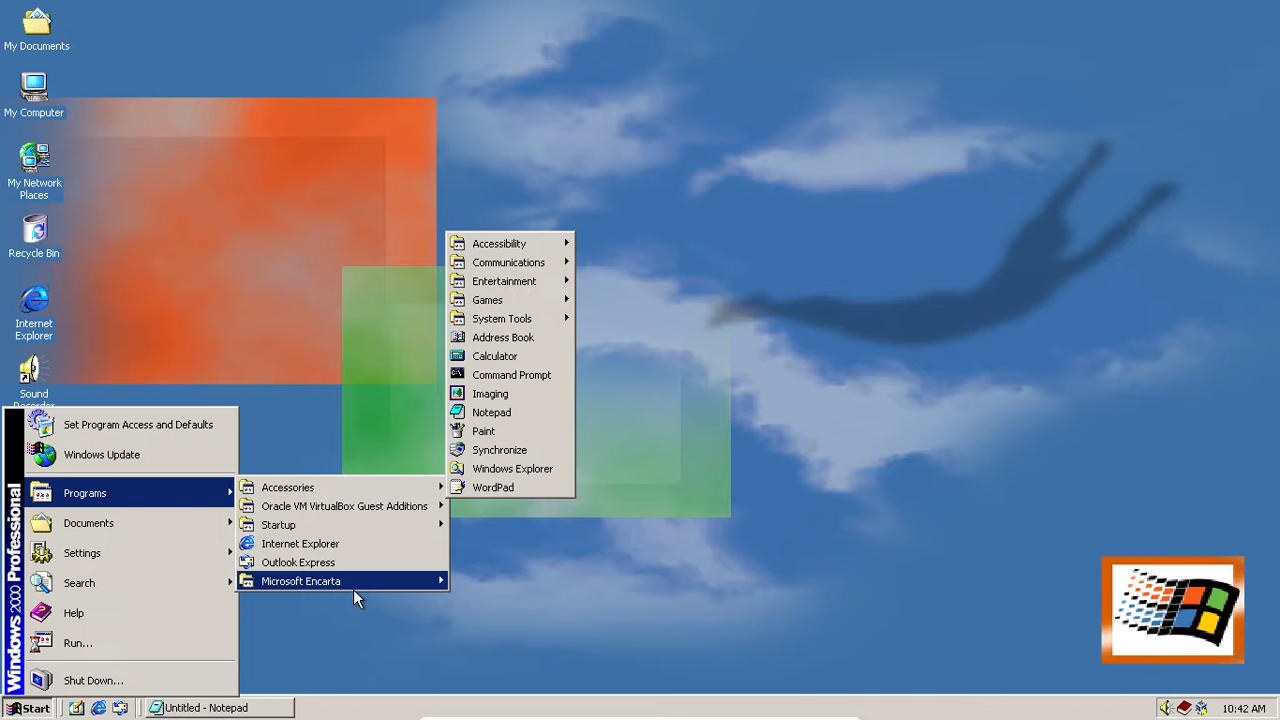 My Documents
My Computer
My Network
Places
Recycle Bin
Internet
Explorer
Sound
Recorder
Accessibility
Communications
Entertainment
Games
System Tools
Address Book
Calculator
Command Prompt
Imaging
Notepad
Paint
Synchronize
Windows Explorer
WordPad
Set Program Access and Defaults
Windows Update
Programs
Documents
Settings
Search
Help
Run...
Shut Down...
Windows 2000 Professional
Accessories
Oracle VM VirtualBox Guest Additions
Startup
Internet Explorer
Outlook Express
Microsoft Encarta
Start
Untitled - Notepad
10:42 AM